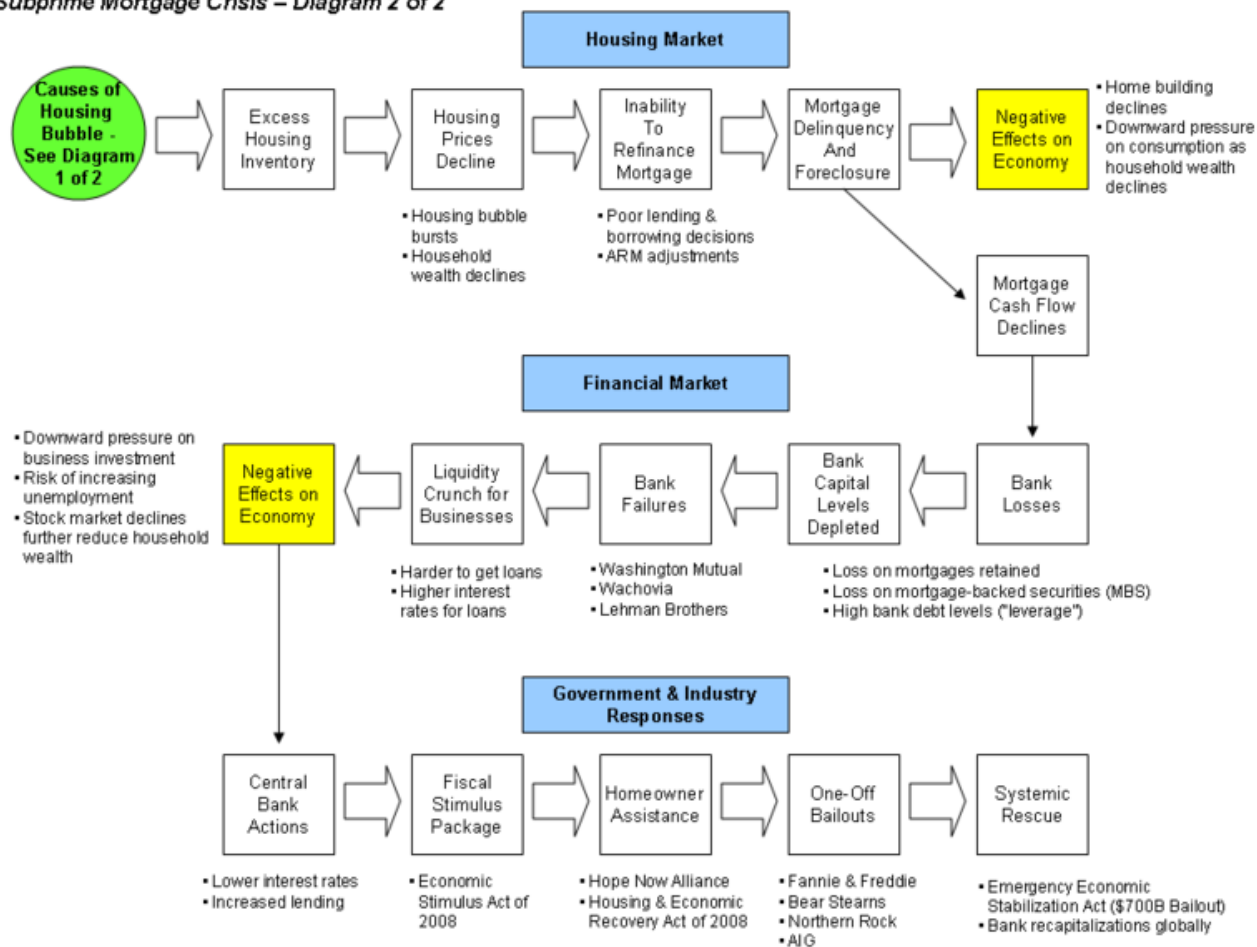 Subprime Mortgage Crisis – Diagram 2 of 2
Housing Market
Causes of
Housing
Bubble -
See Diagram
1 of 2
Excess
Housing
Inventory
Housing
Prices
Decline
▪ Housing bubble
bursts
▪ Household
wealth declines
Inability
To
Refinance
Mortgage
▪ Poor lending &
borrowing decisions
▪ ARM adjustments
Mortgage
Delinquency
And
Foreclosure
Negative
Effects on
Economy
▪ Home building
declines
▪ Downward pressure
on consumption as
household wealth
declines
Mortgage
Cash Flow
Declines
Financial Market
▪ Downward pressure on
business investment
▪ Risk of increasing
unemployment
▪ Stock market declines
further reduce household
wealth
Negative
Effects on
Economy
Liquidity
Crunch for
Businesses
▪ Harder to get loans
▪ Higher interest
rates for loans
Bank
Failures
▪ Washington Mutual
▪ Wachovia
▪ Lehman Brothers
Bank
Capital
Levels
Depleted
Bank
Losses
▪ Loss on mortgages retained
▪ Loss on mortgage-backed securities (MBS)
▪ High bank debt levels ("leverage")
Government & Industry
Responses
Central
Bank
Actions
▪ Lower interest rates
▪ Increased lending
Fiscal
Stimulus
Package
▪ Economic
Stimulus Act of
2008
Homeowner
Assistance
▪ Hope Now Alliance
▪ Housing & Economic
Recovery Act of 2008
One-Off
Bailouts
▪ Fannie & Freddie
▪ Bear Stearns
▪ Northern Rock
▪ AIG
Systemic
Rescue
▪ Emergency Economic
Stabilization Act ($700B Bailout)
▪ Bank recapitalizations globally